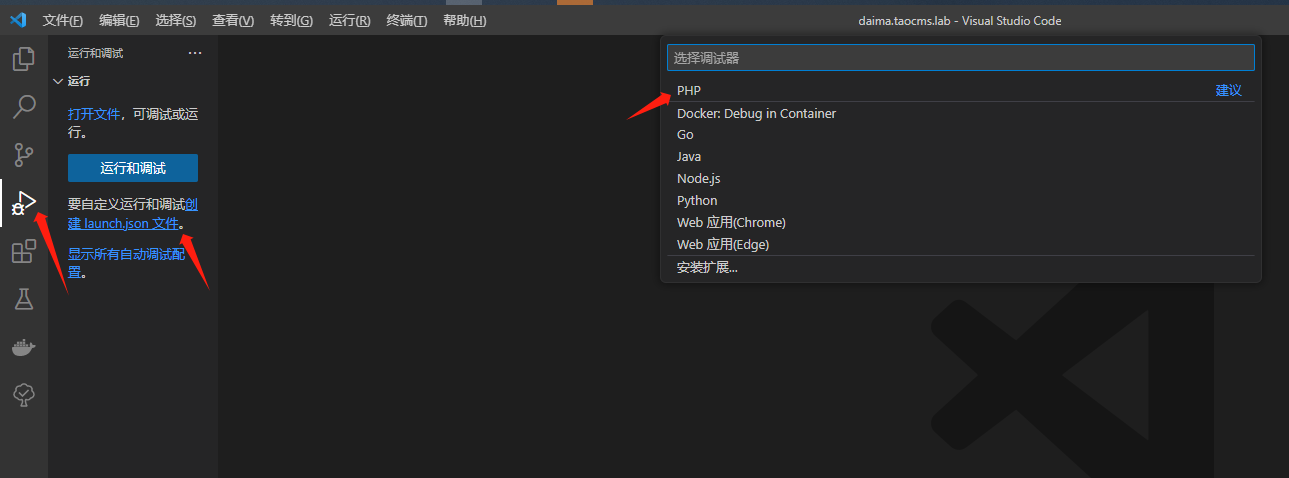 文件(F) 编辑(E) 选择(S) 查看(V) 转到(G) 运行(R) 终端(T) 帮助(H)
daima.taocms.lab - Visual Studio Code
运行和调试 ...
运行
打开文件，可调试或运
行。
运行和调试
要自定义运行和调试创
建 launch.json 文件。
显示所有自动调试配
置。
选择调试器
PHP 建议
Docker: Debug in Container
Go
Java
Node.js
Python
Web 应用(Chrome)
Web 应用(Edge)
安装扩展...